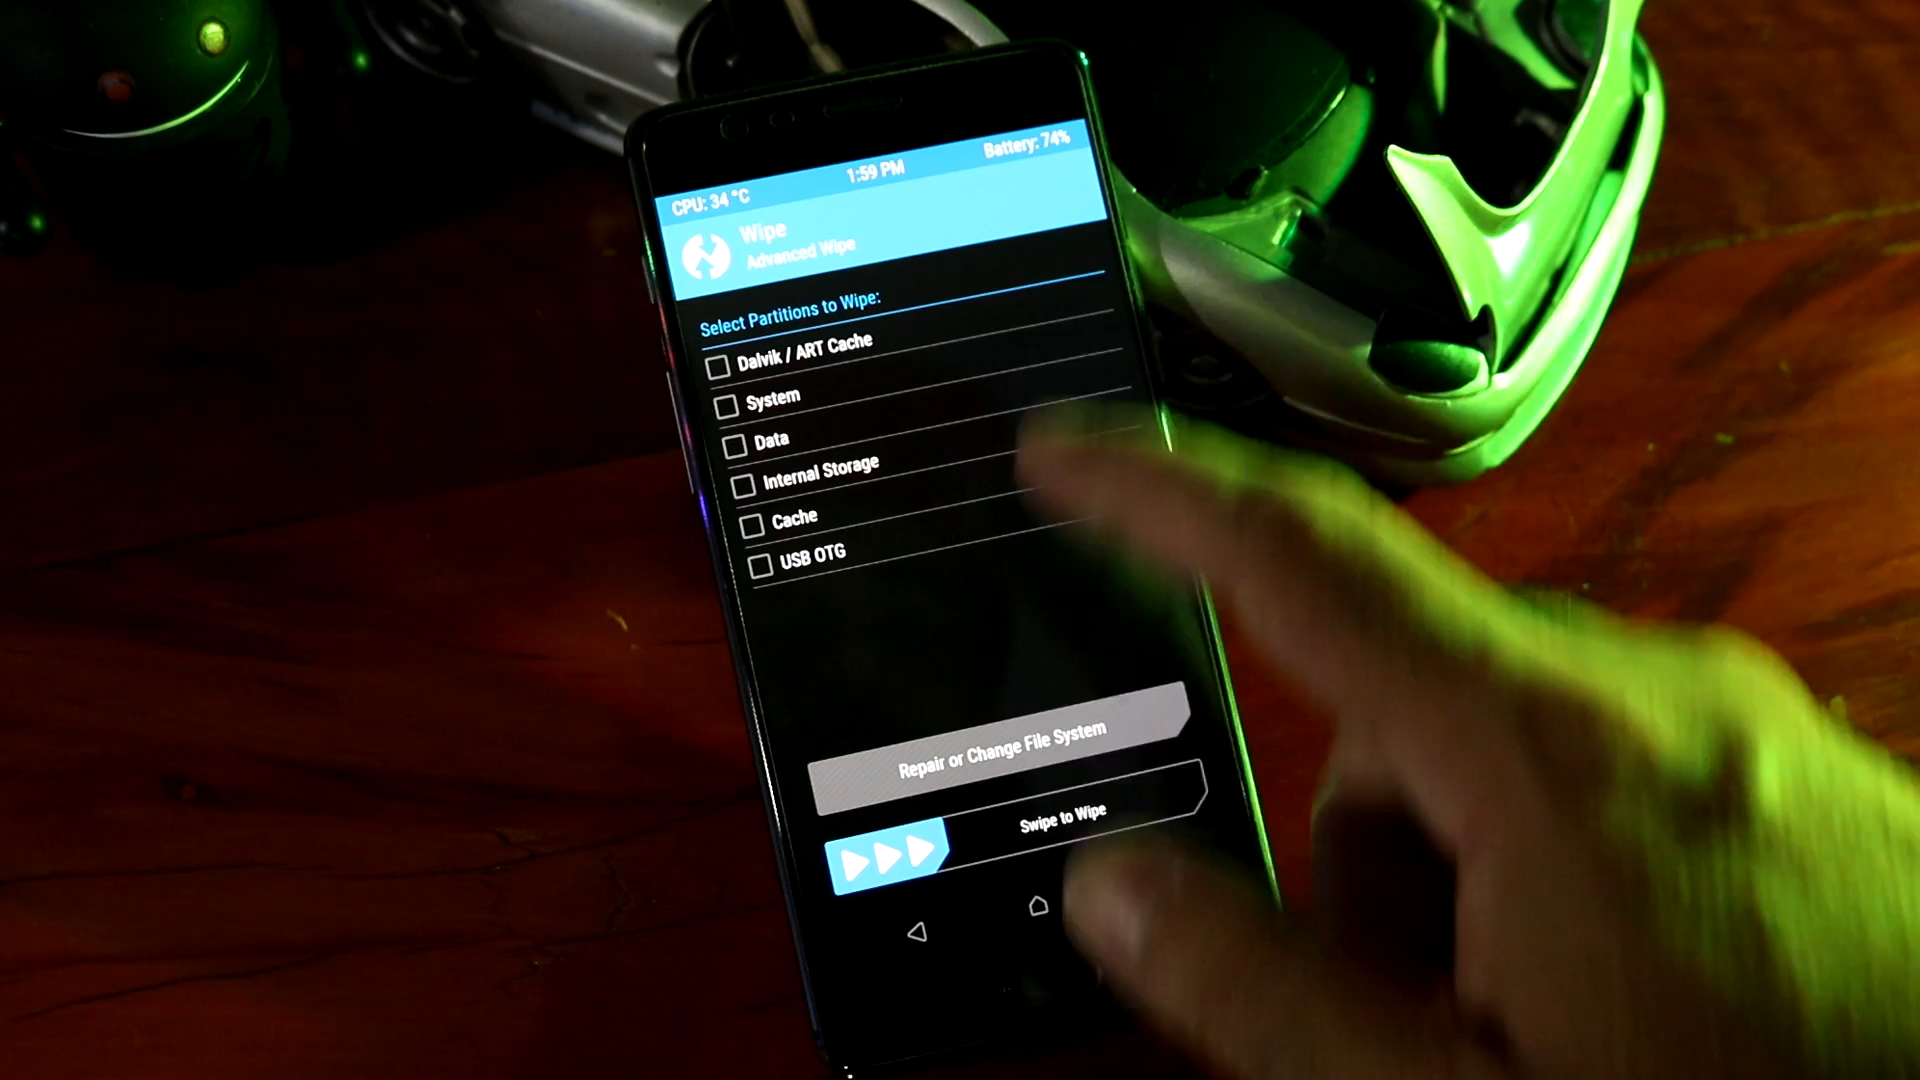 CPU: 34 °C
1:59 PM
Battery: 74%
Wipe
Advanced Wipe
Select Partitions to Wipe:
Dalvik / ART Cache
System
Data
Internal Storage
Cache
USB OTG
Repair or Change File System
Swipe to Wipe